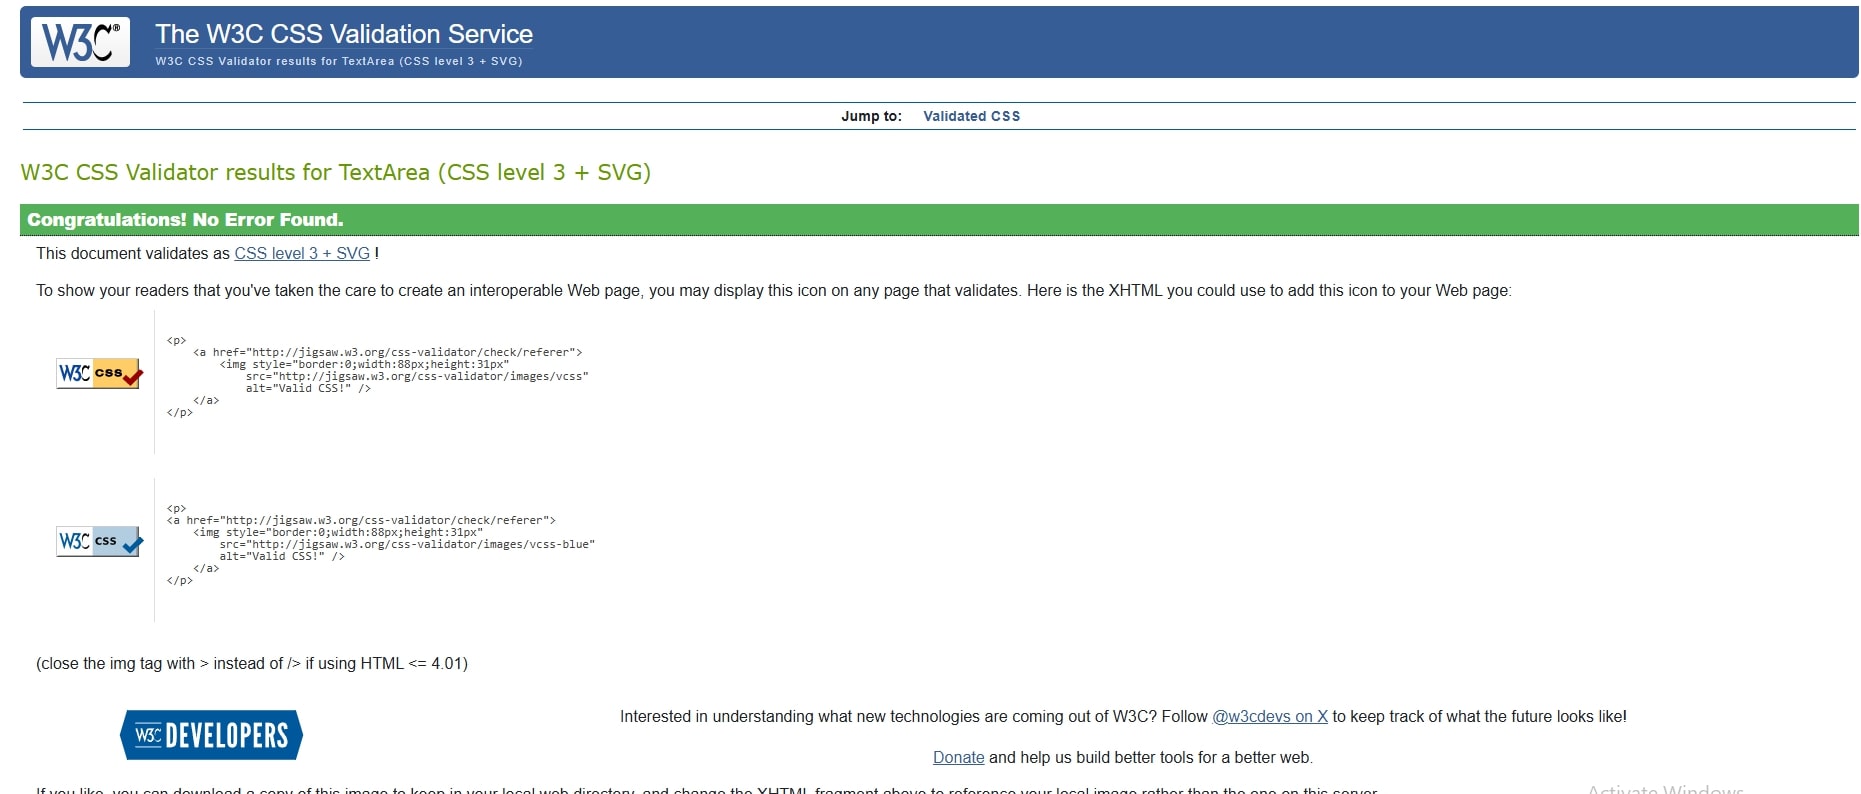 W3C®
The W3C CSS Validation Service
W3C CSS Validator results for TextArea (CSS level 3 + SVG)
Jump to: Validated CSS
W3C CSS Validator results for TextArea (CSS level 3 + SVG)
Congratulations! No Error Found.
This document validates as CSS level 3 + SVG !
To show your readers that you've taken the care to create an interoperable Web page, you may display this icon on any page that validates. Here is the XHTML you could use to add this icon to your Web page:
W3C css
<p>
<a href="http://jigsaw.w3.org/css-validator/check/referer">
<img style="border:0;width:88px;height:31px"
src="http://jigsaw.w3.org/css-validator/images/vcss"
alt="Valid CSS!" />
</a>
</p>
W3C css
<p>
<a href="http://jigsaw.w3.org/css-validator/check/referer">
<img style="border:0;width:88px;height:31px"
src="http://jigsaw.w3.org/css-validator/images/vcss-blue"
alt="Valid CSS!" />
</a>
</p>
(close the img tag with > instead of /> if using HTML <= 4.01)
W3C DEVELOPERS
Interested in understanding what new technologies are coming out of W3C? Follow @w3cdevs on X to keep track of what the future looks like!
Donate and help us build better tools for a better web.
If you like, you can download a copy of this image to keep in your local web directory, and change the XHTML fragment above to reference your local image rather than the one on this server.
Activate Windows